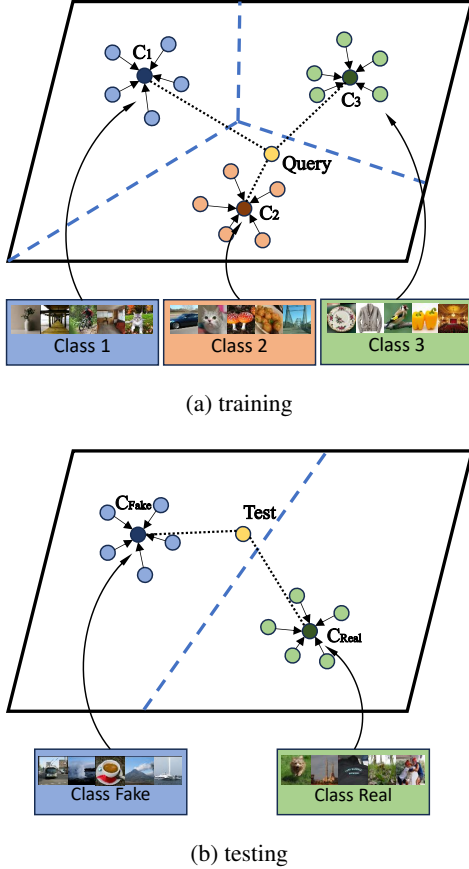 C1
C3
Query
C2
Class 1
Class 2
Class 3
(a) training
CFake
Test
CReal
Class Fake
Class Real
(b) testing